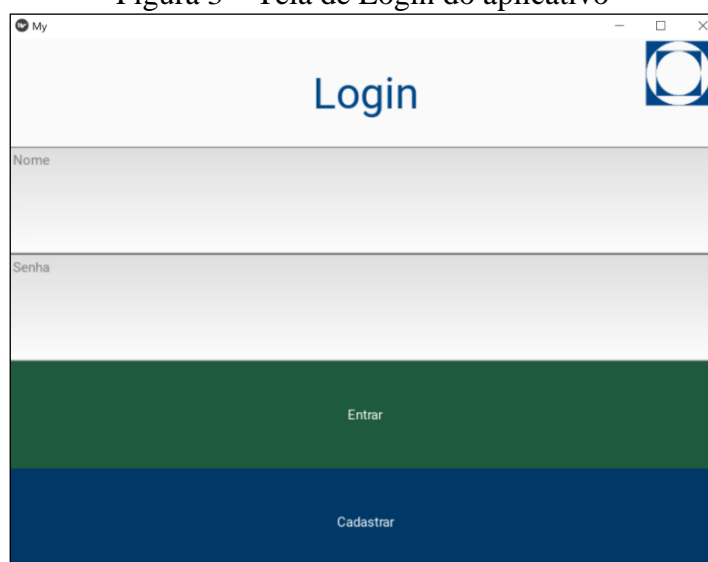 Figura 3 – Tela de Login do aplicativo
My
Login
Nome
Senha
Entrar
Cadastrar